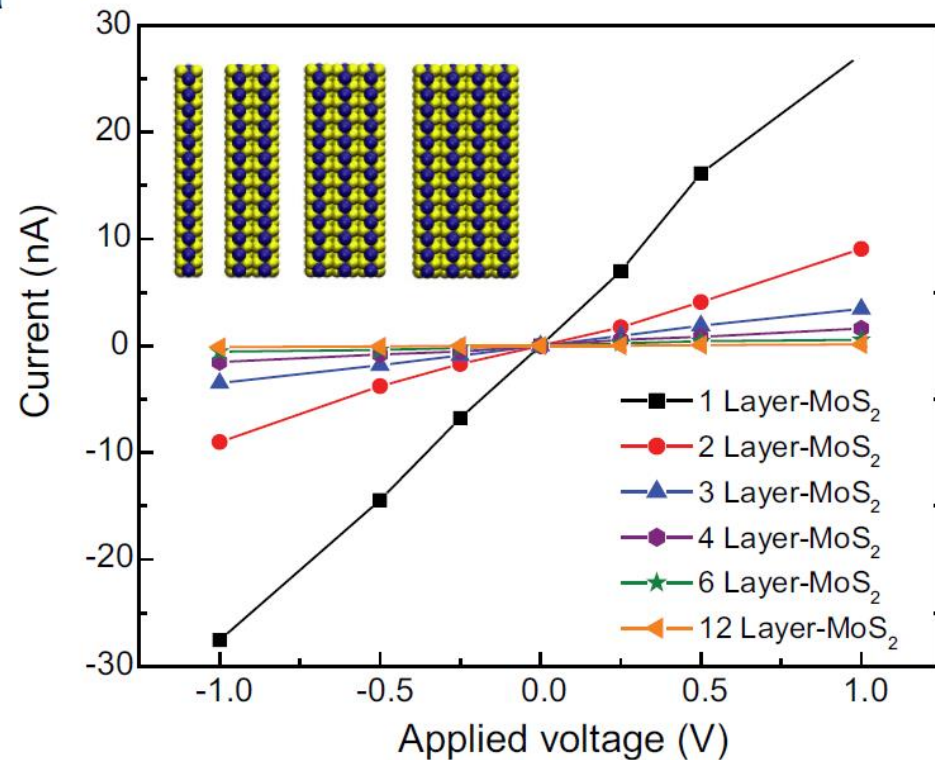 30
20
10
0
-10
-20
-30
Current (nA)
1 Layer-MoS₂
2 Layer-MoS₂
3 Layer-MoS₂
4 Layer-MoS₂
6 Layer-MoS₂
12 Layer-MoS₂
-1.0 -0.5 0.0 0.5 1.0
Applied voltage (V)